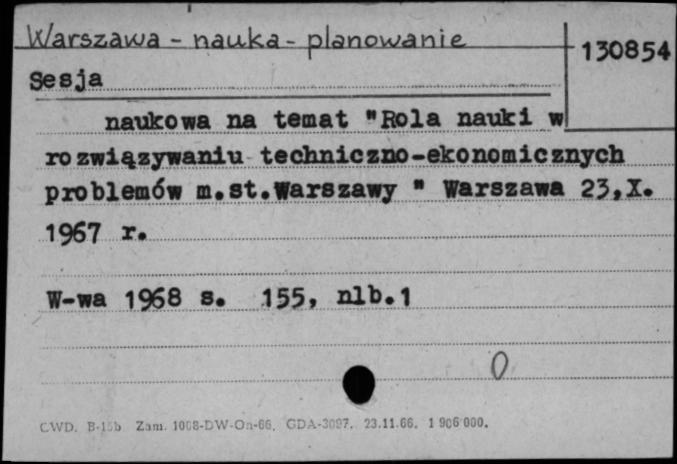 Warszawa - nauka - planowanie
130854
Sesja
naukowa na temat "Rola nauki w
rozwiązywaniu techniczno-ekonomicznych
problemów m.st.Warszawy " Warszawa 23,X.
1967 r.
W-wa 1968 s. 155, nlb.1
0
CWD. Zam. 1008-DW-On-66. GDA-3097. 23.11.66. 1 906 000.